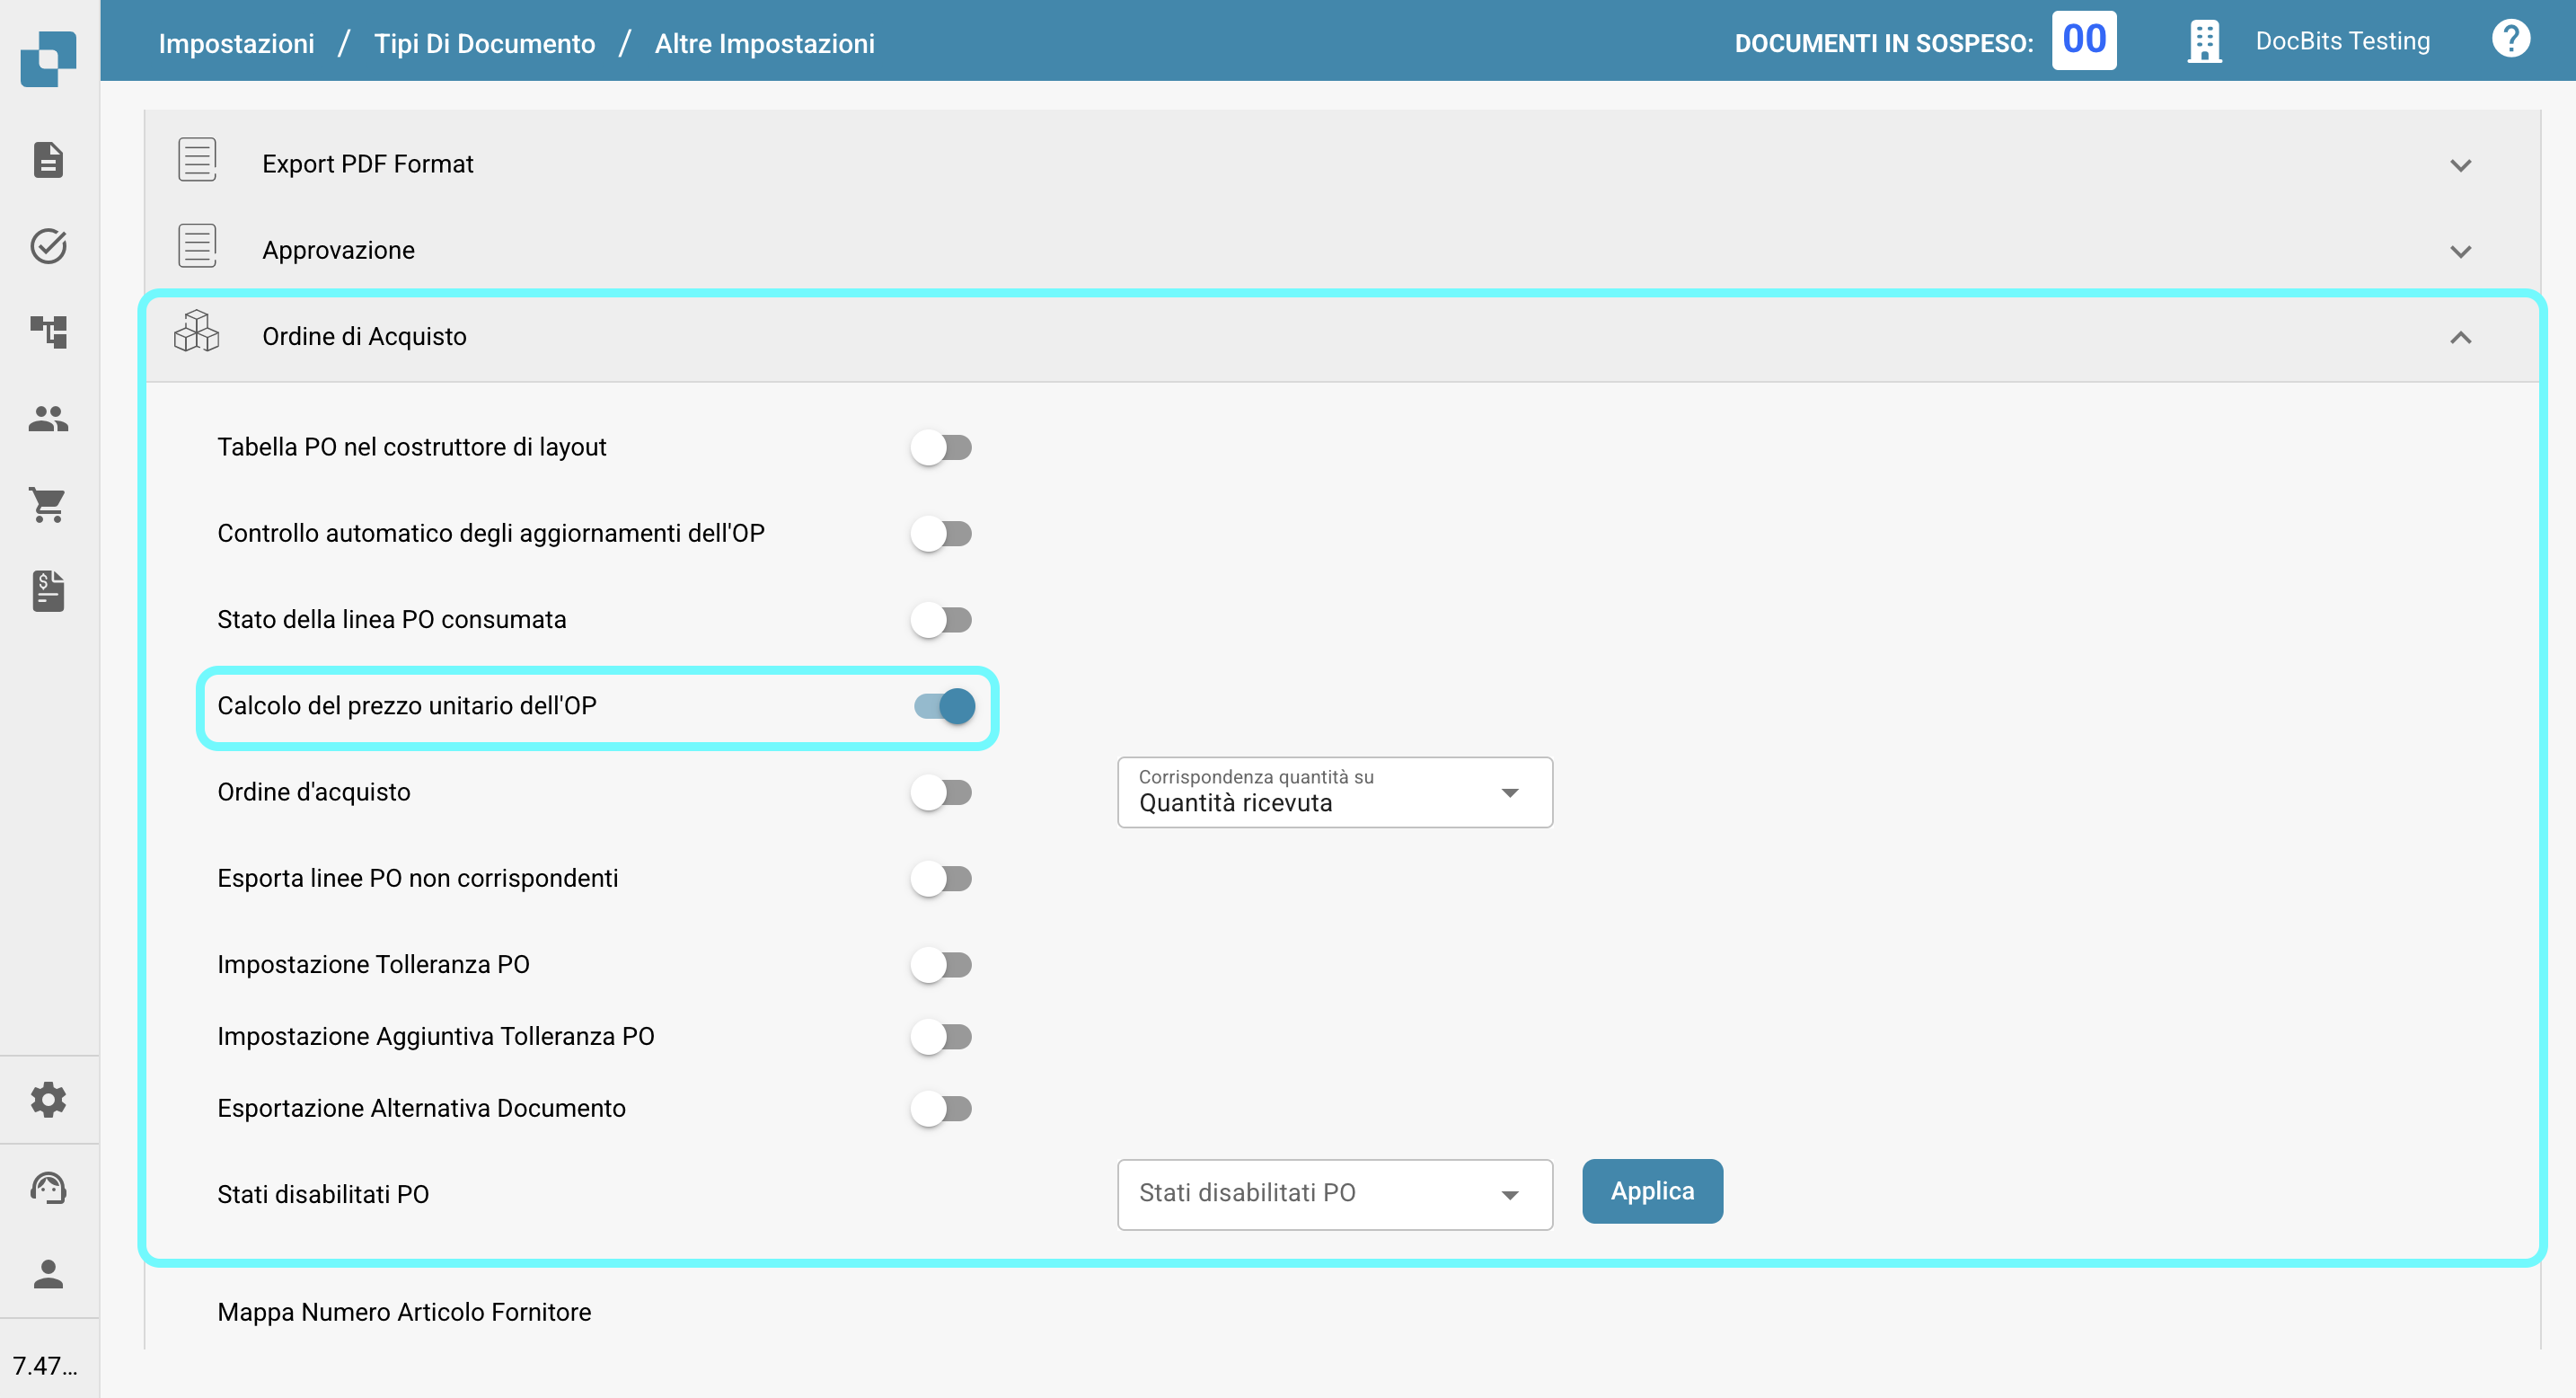 Impostazioni / Tipi Di Documento / Altre Impostazioni
DOCUMENTI IN SOSPESO: 00
DocBits Testing
?
Export PDF Format
Approvazione
Ordine di Acquisto
Tabella PO nel costruttore di layout
Controllo automatico degli aggiornamenti dell'OP
Stato della linea PO consumata
Calcolo del prezzo unitario dell'OP
Ordine d'acquisto
Corrispondenza quantità su
Quantità ricevuta
Esporta linee PO non corrispondenti
Impostazione Tolleranza PO
Impostazione Aggiuntiva Tolleranza PO
Esportazione Alternativa Documento
Stati disabilitati PO
Stati disabilitati PO
Applica
Mappa Numero Articolo Fornitore
7.47...